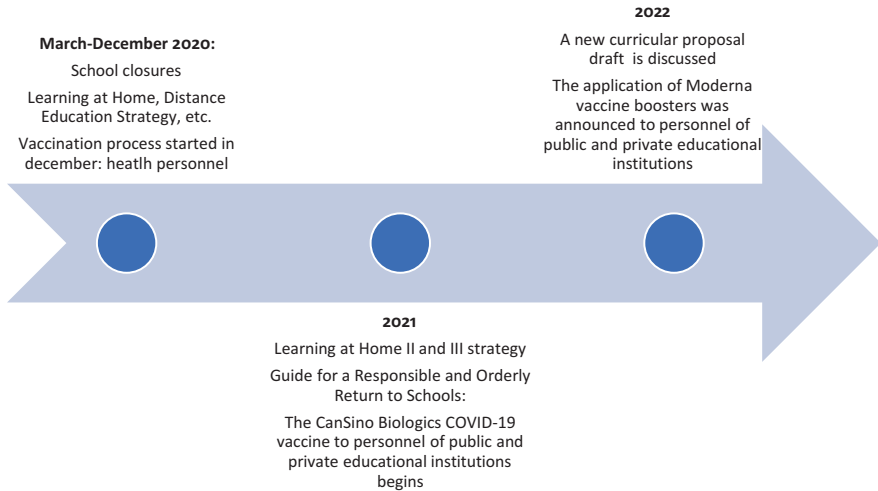 March-December 2020:
School closures
Learning at Home, Distance
Education Strategy, etc.
Vaccination process started in
december: heatlh personnel
2021
Learning at Home II and III strategy
Guide for a Responsible and Orderly
Return to Schools:
The CanSino Biologics COVID-19
vaccine to personnel of public and
private educational institutions
begins
2022
A new curricular proposal
draft is discussed
The application of Moderna
vaccine boosters was
announced to personnel of
public and private educational
institutions